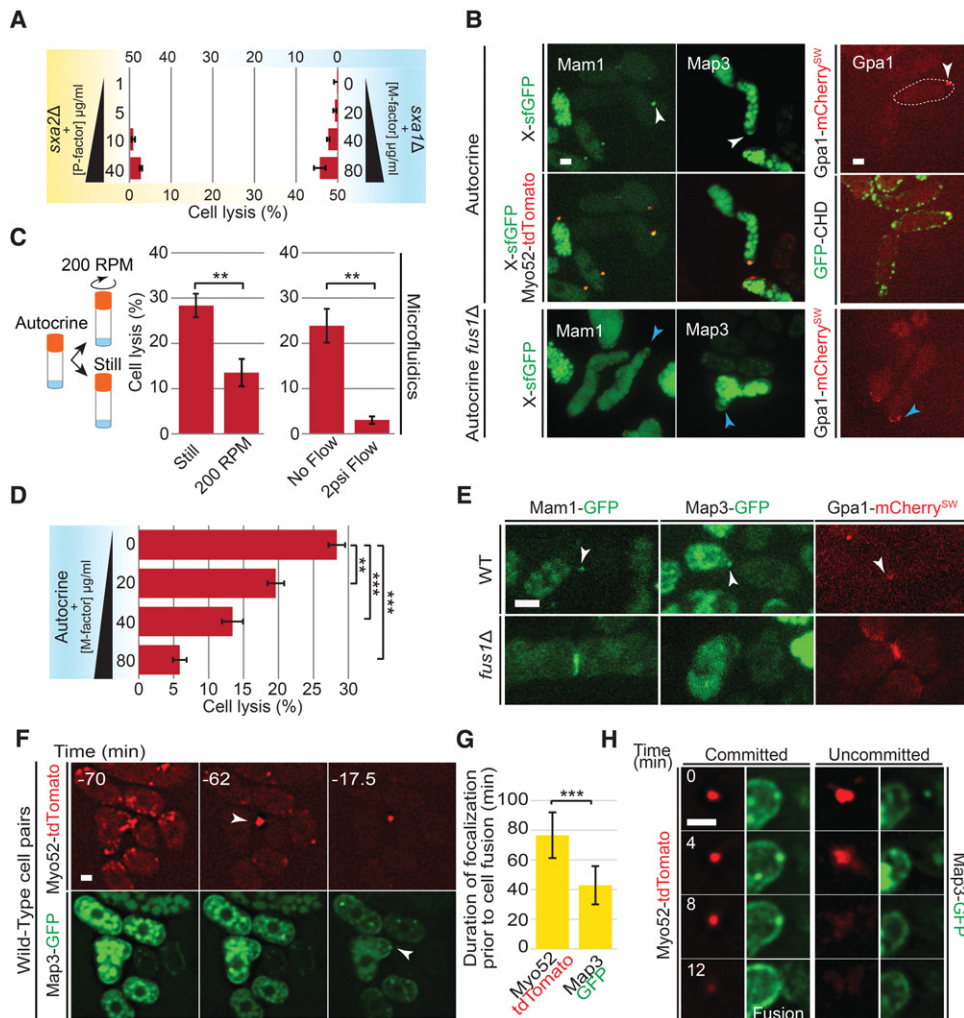 A
50 0 0
sxa2Δ
+
[P-factor] µg/ml
1
5
10
40
0
20
40
80
sxa1Δ
+
[M-factor] µg/ml
0 10 20 30 40 50
Cell lysis (%)
B
Autocrine
X-sfGFP
Mam1
Map3
Gpa1
Gpa1-mCherrySW
X-sfGFP
Myo52-tdTomato
GFP-CHD
Autocrine fus1Δ
X-sfGFP
Mam1
Map3
Gpa1-mCherrySW
C
200 RPM
Autocrine
Still
Cell lysis (%)
40
30
20
10
0
**
Still
200 RPM
40
30
20
10
0
**
No Flow
2psi Flow
Microfluidics
D
Autocrine
+
[M-factor] µg/ml
0
20
40
80
**
***
***
0 5 10 15 20 25 30
Cell lysis (%)
E
Mam1-GFP
Map3-GFP
Gpa1-mCherrySW
WT
fus1Δ
F
Time (min)
Wild-Type cell pairs
Myo52-tdTomato
-70
-62
-17.5
Map3-GFP
G
Duration of focalization
prior to cell fusion (min)
100
80
60
40
20
0
***
Myo52
tdTomato
Map3
GFP
H
Time
(min)
Committed
Uncommitted
Myo52-tdTomato
0
4
8
12
Fusion
Map3-GFP